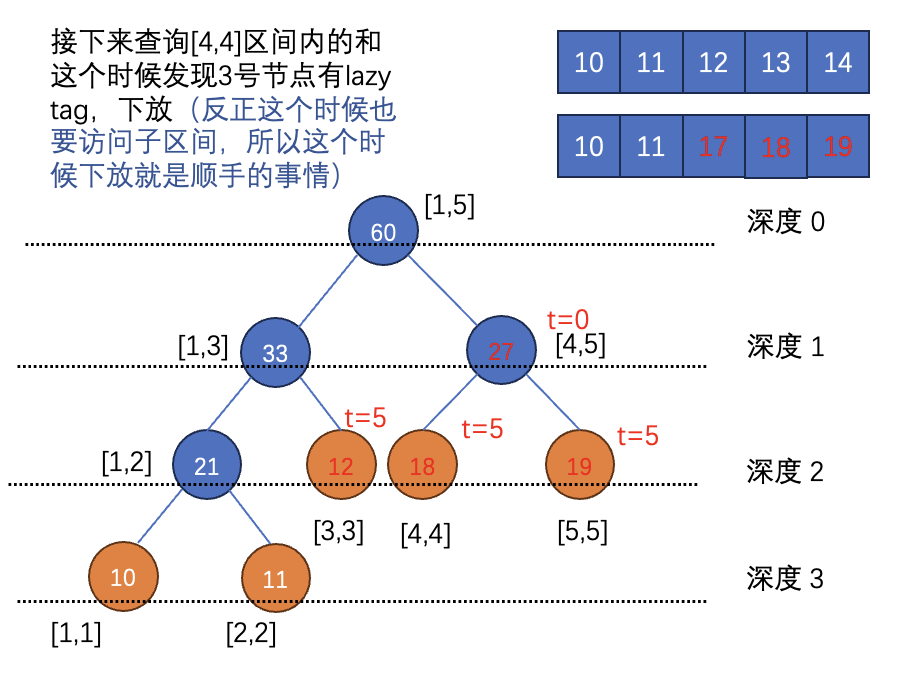 接下来查询[4,4]区间内的和
这个时候发现3号节点有lazy
tag，下放（反正这个时候也
要访问子区间，所以这个时
候下放就是顺手的事情）
10 11 12 13 14
10 11 17 18 19
60 [1,5] 深度 0
t=0
[1,3] 33 27 [4,5] 深度 1
t=5 t=5 t=5
[1,2] 21 12 18 19 深度 2
[3,3] [4,4] [5,5]
10 11 深度 3
[1,1] [2,2]